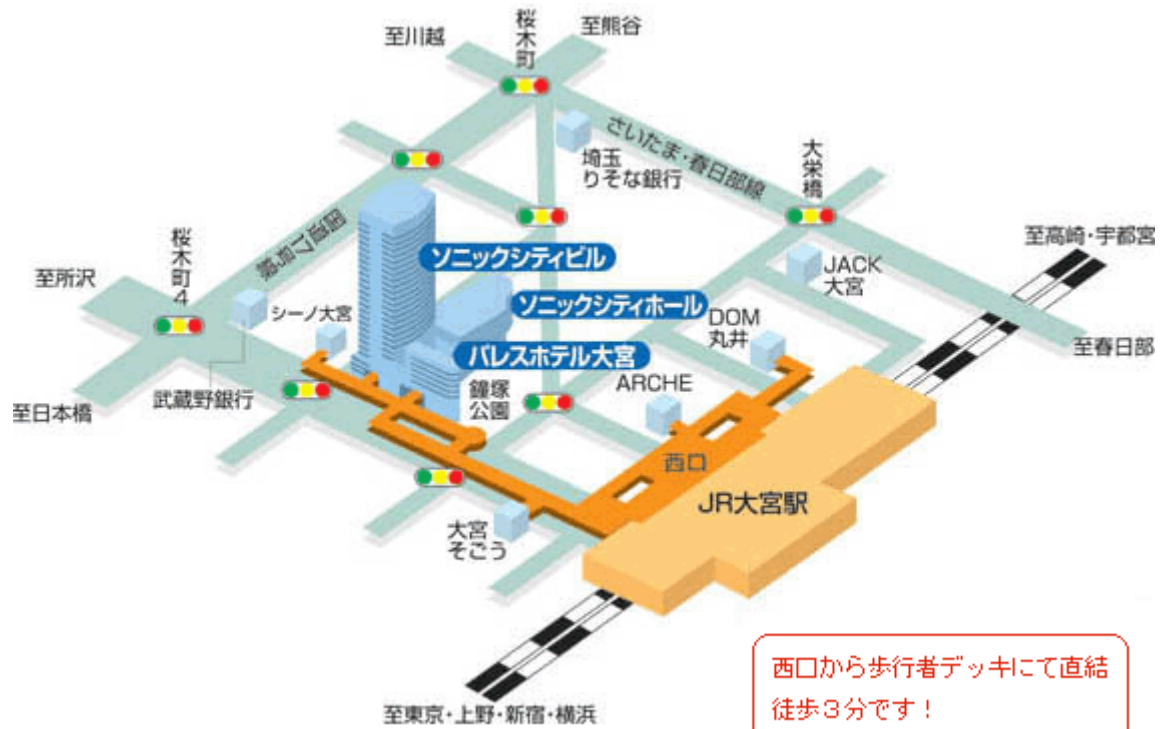 至川越
桜木町
至熊谷
さいたま・春日部線
大栄橋
埼玉
りそな銀行
国道17号線
至高崎・宇都宮
桜木町4
至所沢
ソニックシティビル
JACK
大宮
シーノ大宮
ソニックシティホール
DOM
丸井
至春日部
パレスホテル大宮
ARCHE
武蔵野銀行
鐘塚
公園
至日本橋
西口
JR大宮駅
大宮
そごう
至東京・上野・新宿・横浜
西口から歩行者デッキにて直結
徒歩3分です!